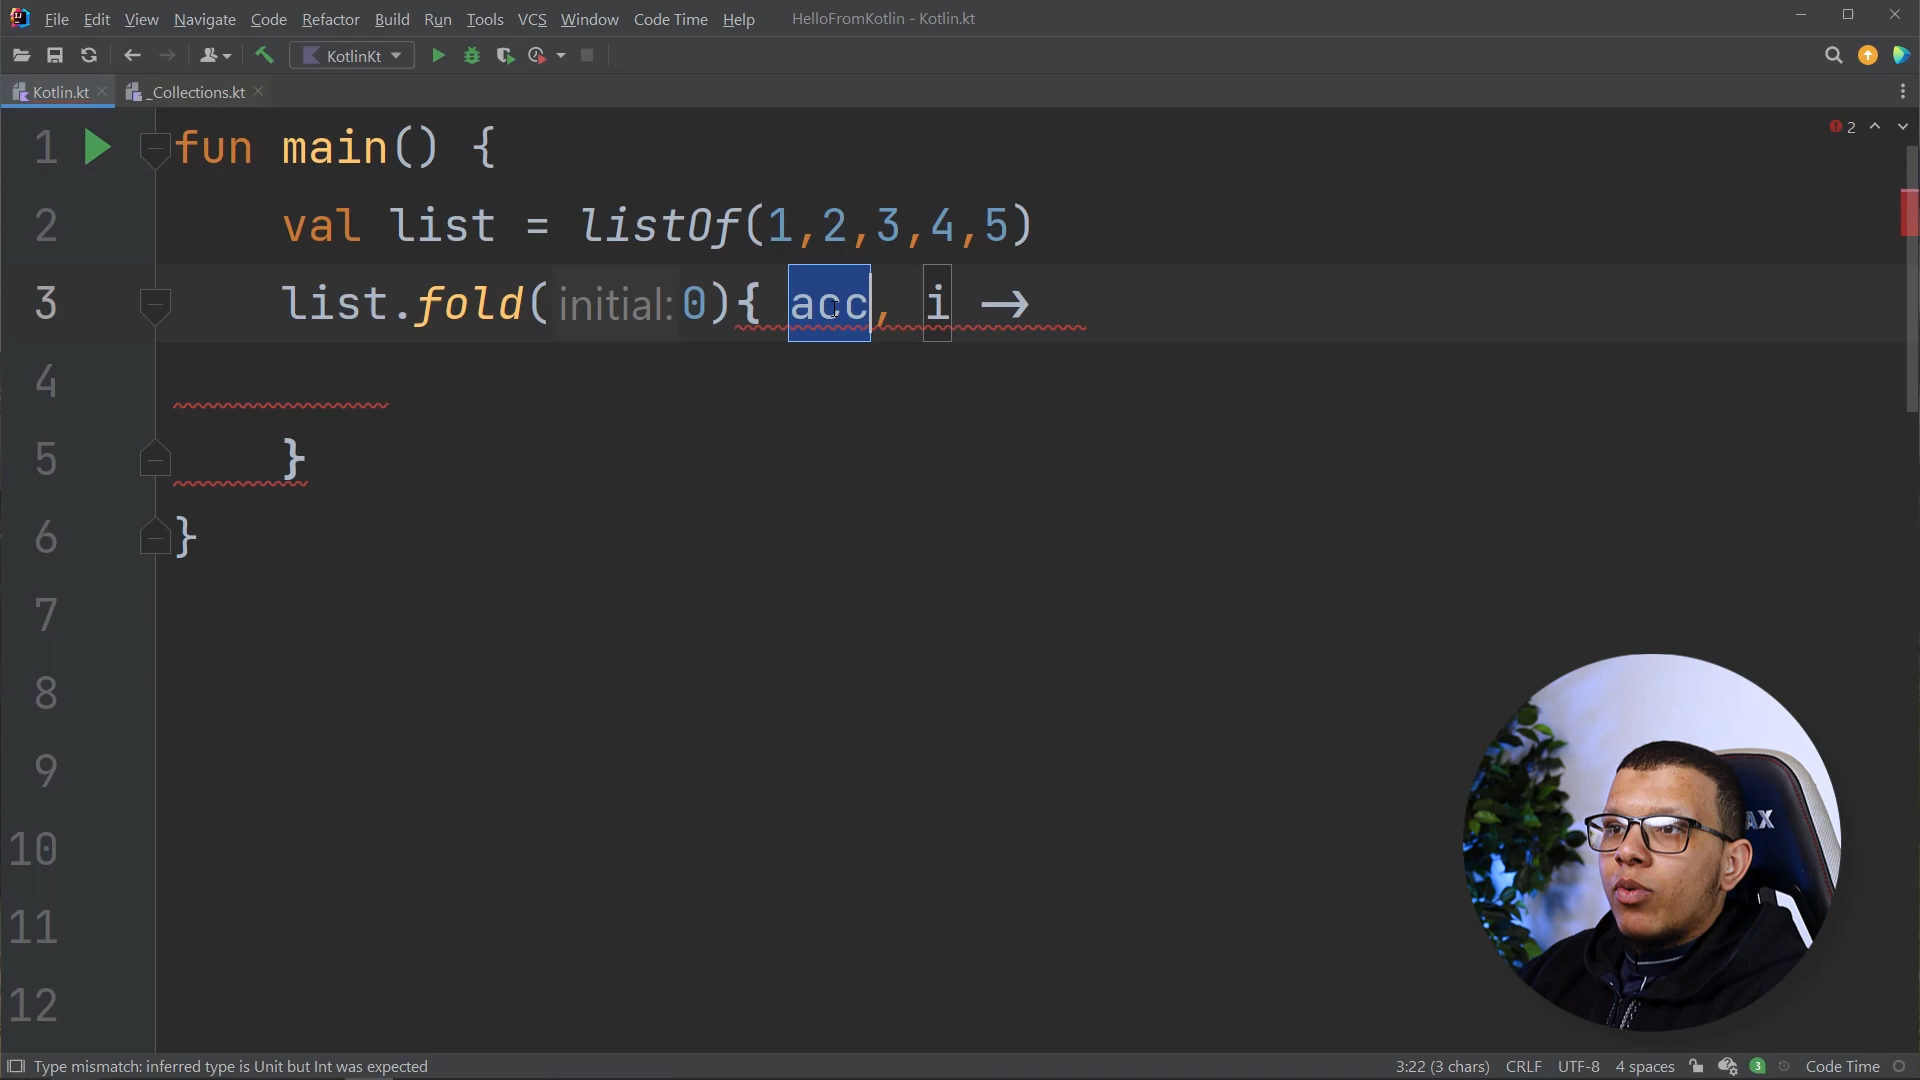 File Edit View Navigate Code Refactor Build Run Tools VCS Window Code Time Help HelloFromKotlin - Kotlin.kt
KotlinKt
Kotlin.kt _Collections.kt
2
1 fun main() {
2 val list = listOf(1,2,3,4,5)
3 list.fold( initial: 0){ acc, i →
4
5 }
6 }
7
8
9
10
11
12
AX
Type mismatch: inferred type is Unit but Int was expected 3:22 (3 chars) CRLF UTF-8 4 spaces 3 Code Time